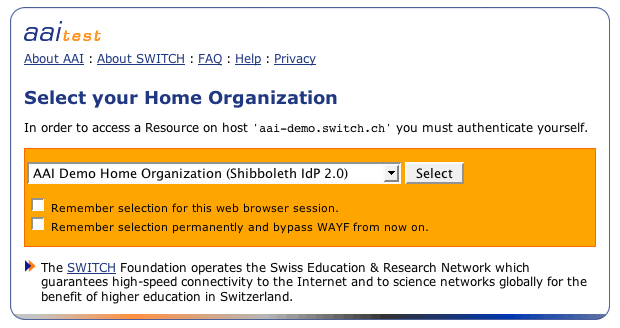 aaitest
About AAI : About SWITCH : FAQ : Help : Privacy
Select your Home Organization
In order to access a Resource on host 'aai-demo.switch.ch' you must authenticate yourself.
AAI Demo Home Organization (Shibboleth IdP 2.0) Select
Remember selection for this web browser session.
Remember selection permanently and bypass WAYF from now on.
The SWITCH Foundation operates the Swiss Education & Research Network which
guarantees high-speed connectivity to the Internet and to science networks globally for the
benefit of higher education in Switzerland.